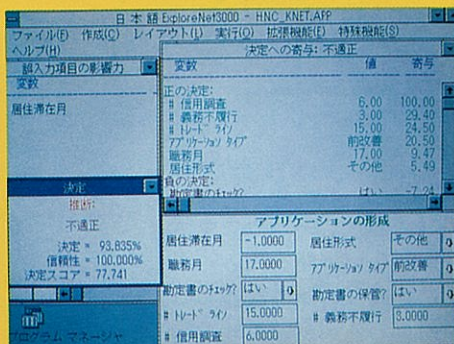 日本語 ExploreNet3000 - HNC_KNET.APP
ファイル(F) 作成(C) レイアウト(L) 実行(O) 拡張機能(E) 特殊機能(S)
ヘルプ(H)
誤入力項目の影響力
変数
居住滞在月
決定への寄与: 不適正
変数 値 寄与
正の決定:
# 信用調査 6.00 100.00
# 義務不履行 3.00 29.40
# トレード ライン 15.00 24.50
アプリケーション タイプ 前改善 20.50
職務月 17.00 9.47
居住形式 その他 5.49
負の決定:
勘定書のチェック? はい -7.24
決定
推断:
不適正
決定 = 93.835%
信頼性 = 100.000%
決定スコア = 77.741
アプリケーションの形成
居住滞在月 -1.0000 居住形式 その他
職務月 17.0000 アプリケーション タイプ 前改善
勘定書のチェック? はい 勘定書の保管? はい
# トレード ライン 15.0000 # 義務不履行 3.0000
# 信用調査 6.0000
プログラム マネージャ